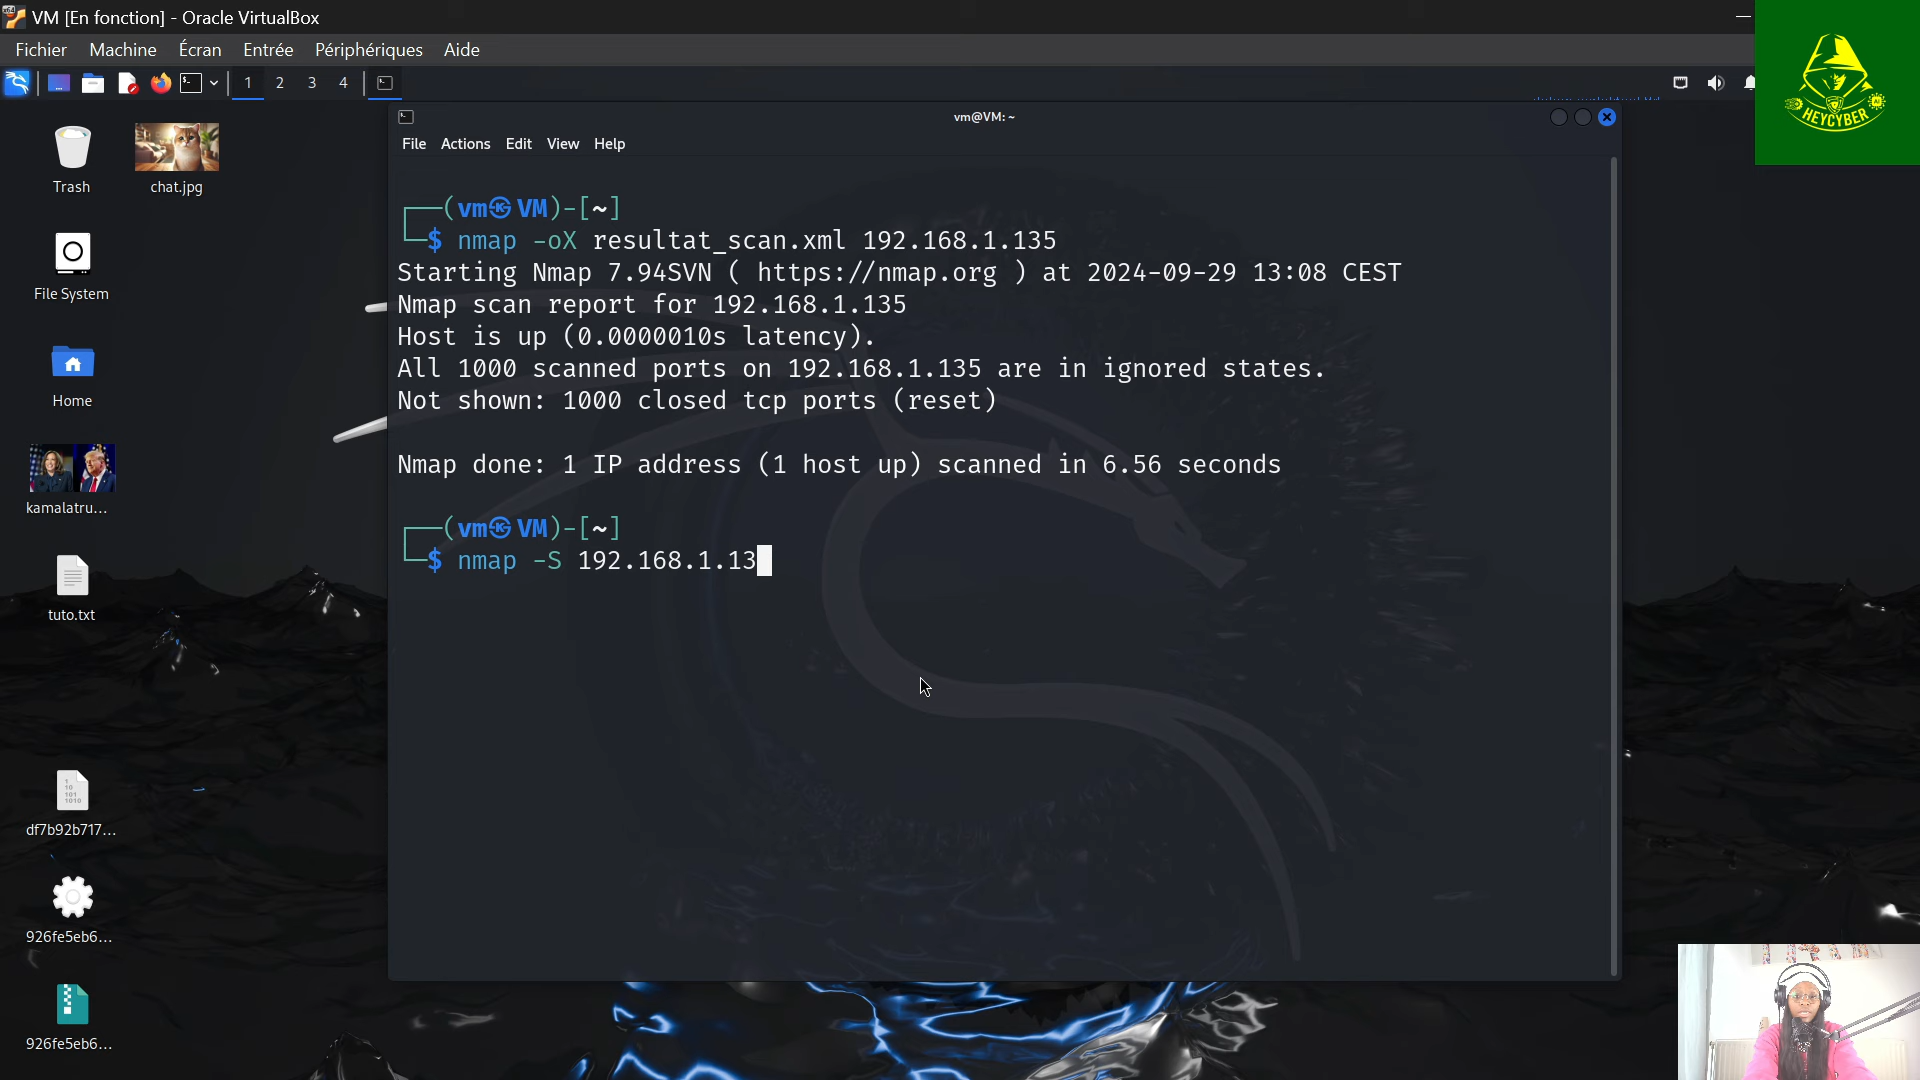 VM [En fonction] - Oracle VirtualBox
Fichier Machine Écran Entrée Périphériques Aide
1 2 3 4
HEYCYBER
vm@VM: ~
File Actions Edit View Help
Trash
chat.jpg
File System
Home
kamalatru...
tuto.txt
df7b92b717...
926fe5eb6...
926fe5eb6...
(vm㉿VM)-[~]
$ nmap -oX resultat_scan.xml 192.168.1.135
Starting Nmap 7.94SVN ( https://nmap.org ) at 2024-09-29 13:08 CEST
Nmap scan report for 192.168.1.135
Host is up (0.0000010s latency).
All 1000 scanned ports on 192.168.1.135 are in ignored states.
Not shown: 1000 closed tcp ports (reset)
Nmap done: 1 IP address (1 host up) scanned in 6.56 seconds
(vm㉿VM)-[~]
$ nmap -S 192.168.1.13